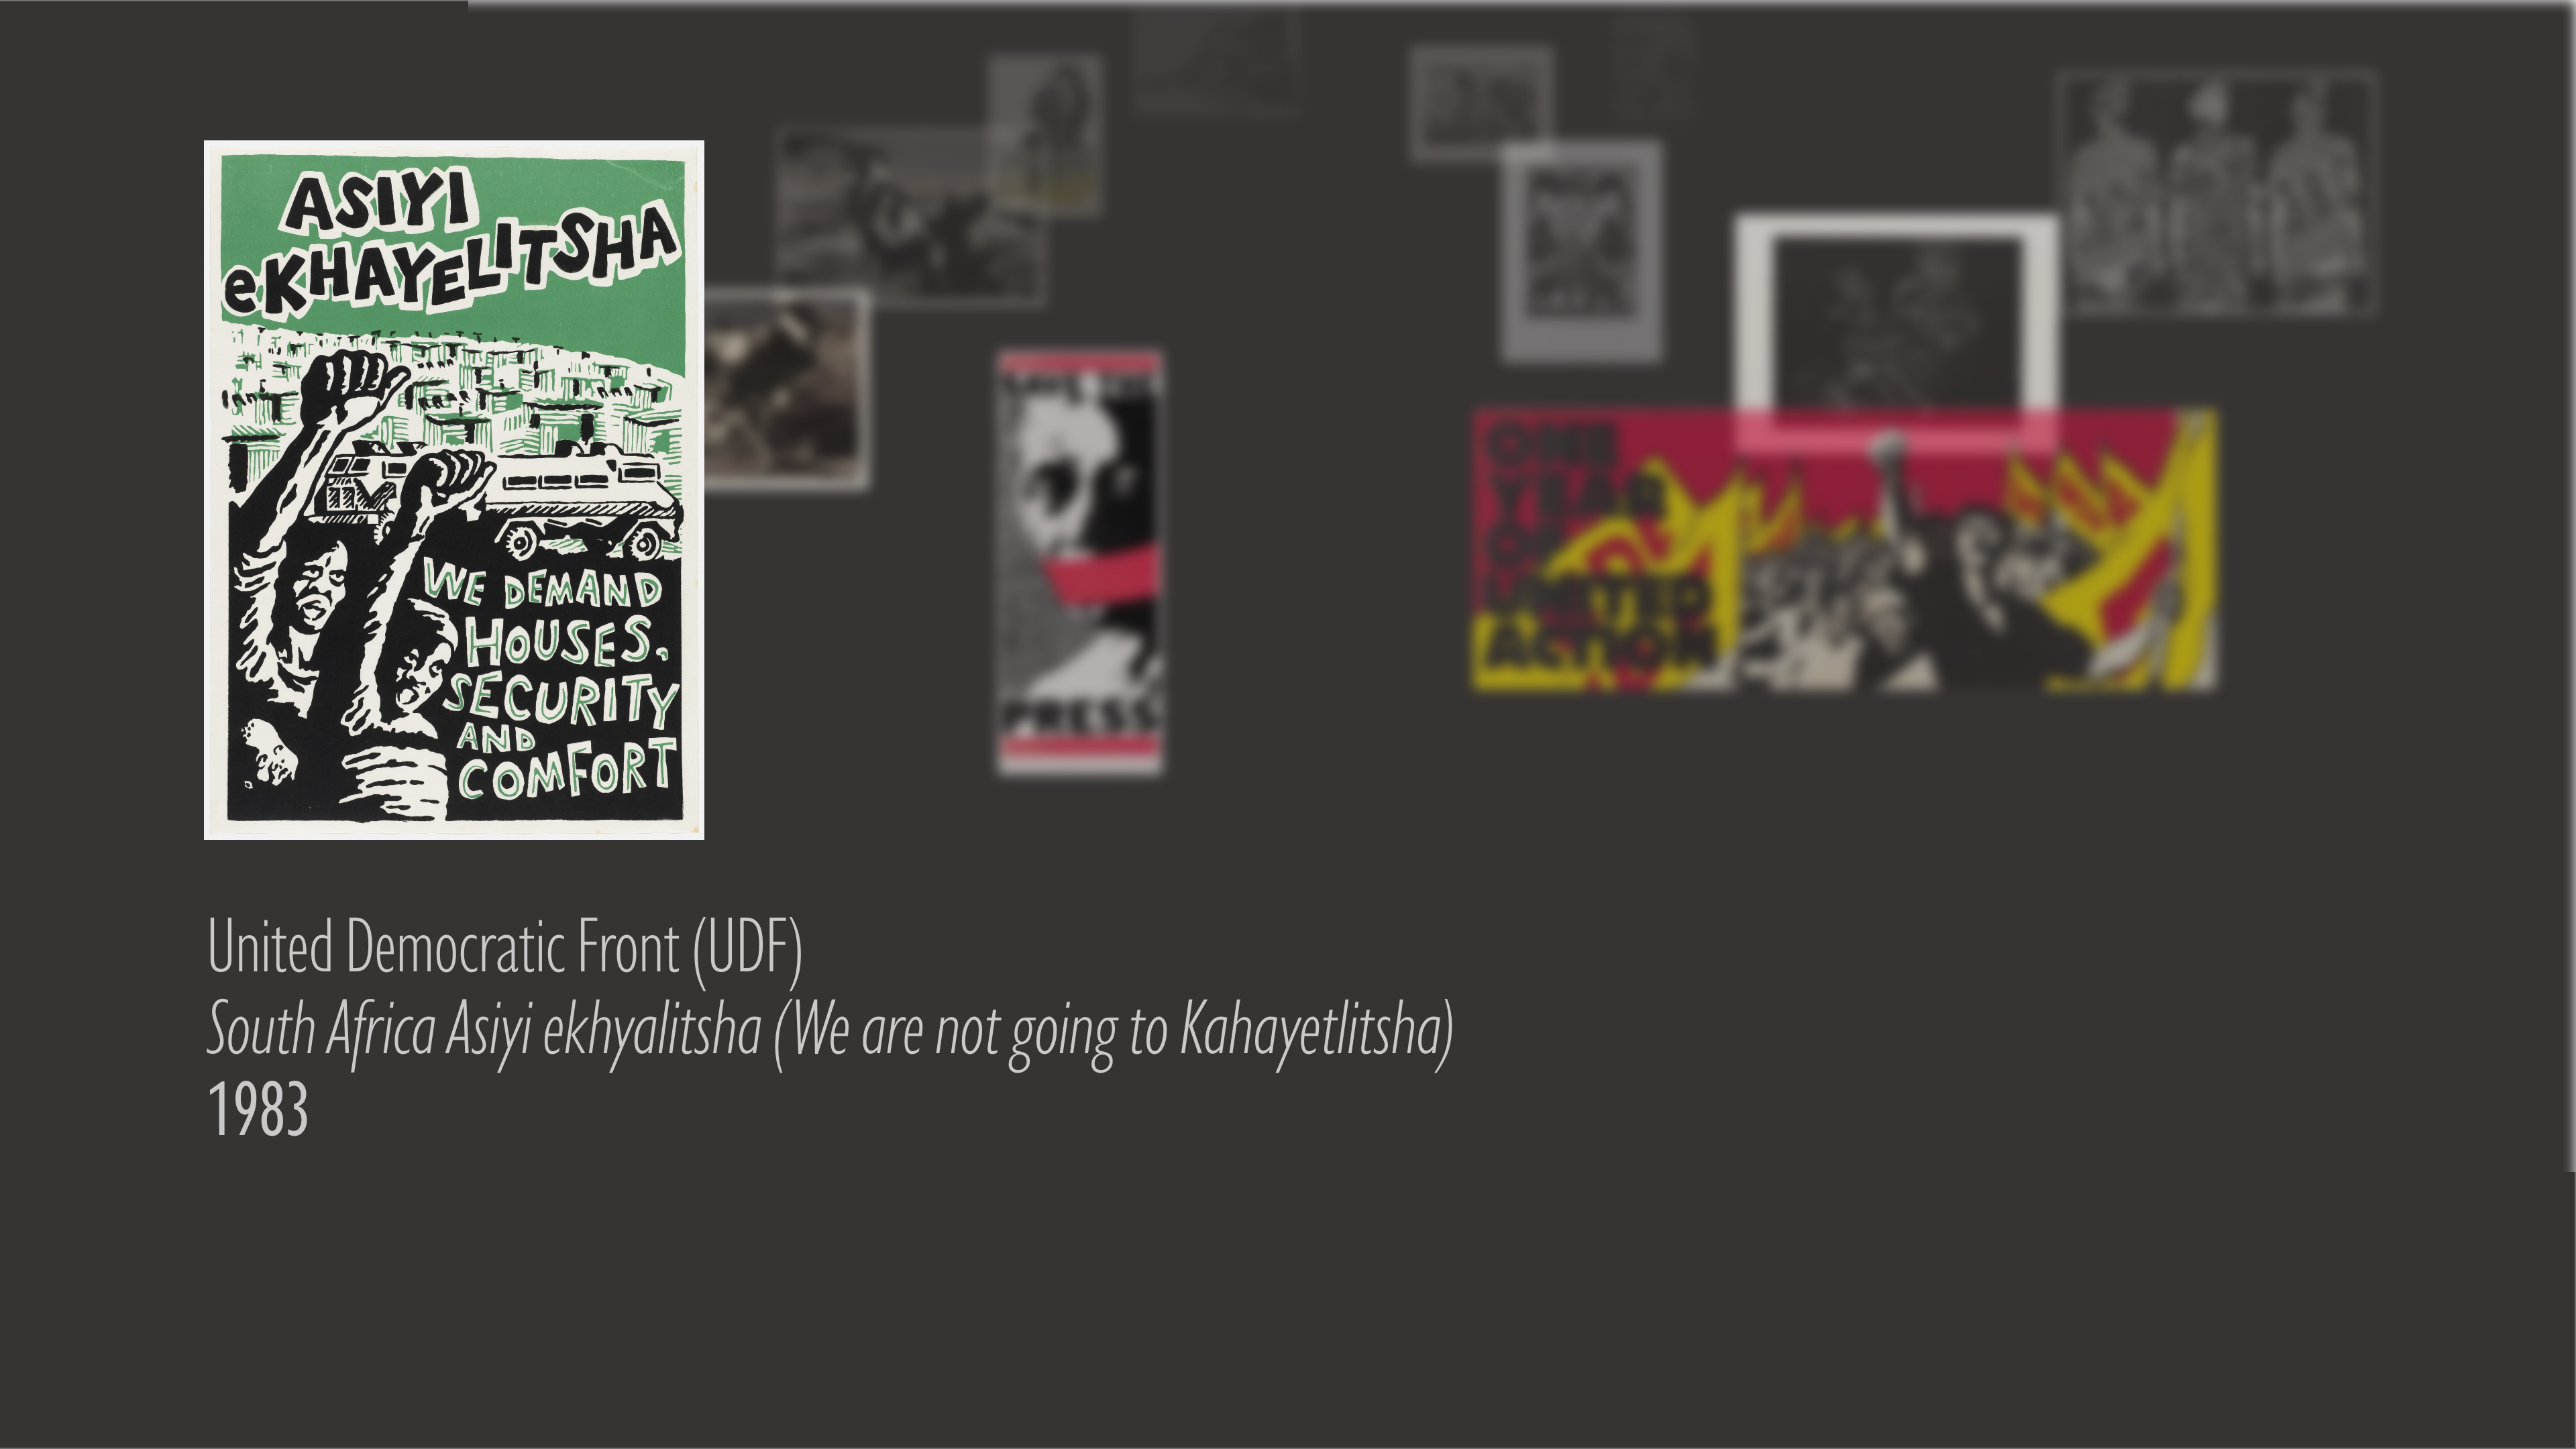 ASIYI
eKHAYELITSHA
WE DEMAND
HOUSES.
SECURITY
AND
COMFORT
PRESS
ONE
YEAR
OF
UNITED
ACTION
United Democratic Front (UDF)
South Africa Asiyi ekhyalitsha (We are not going to Kahayetlitsha)
1983